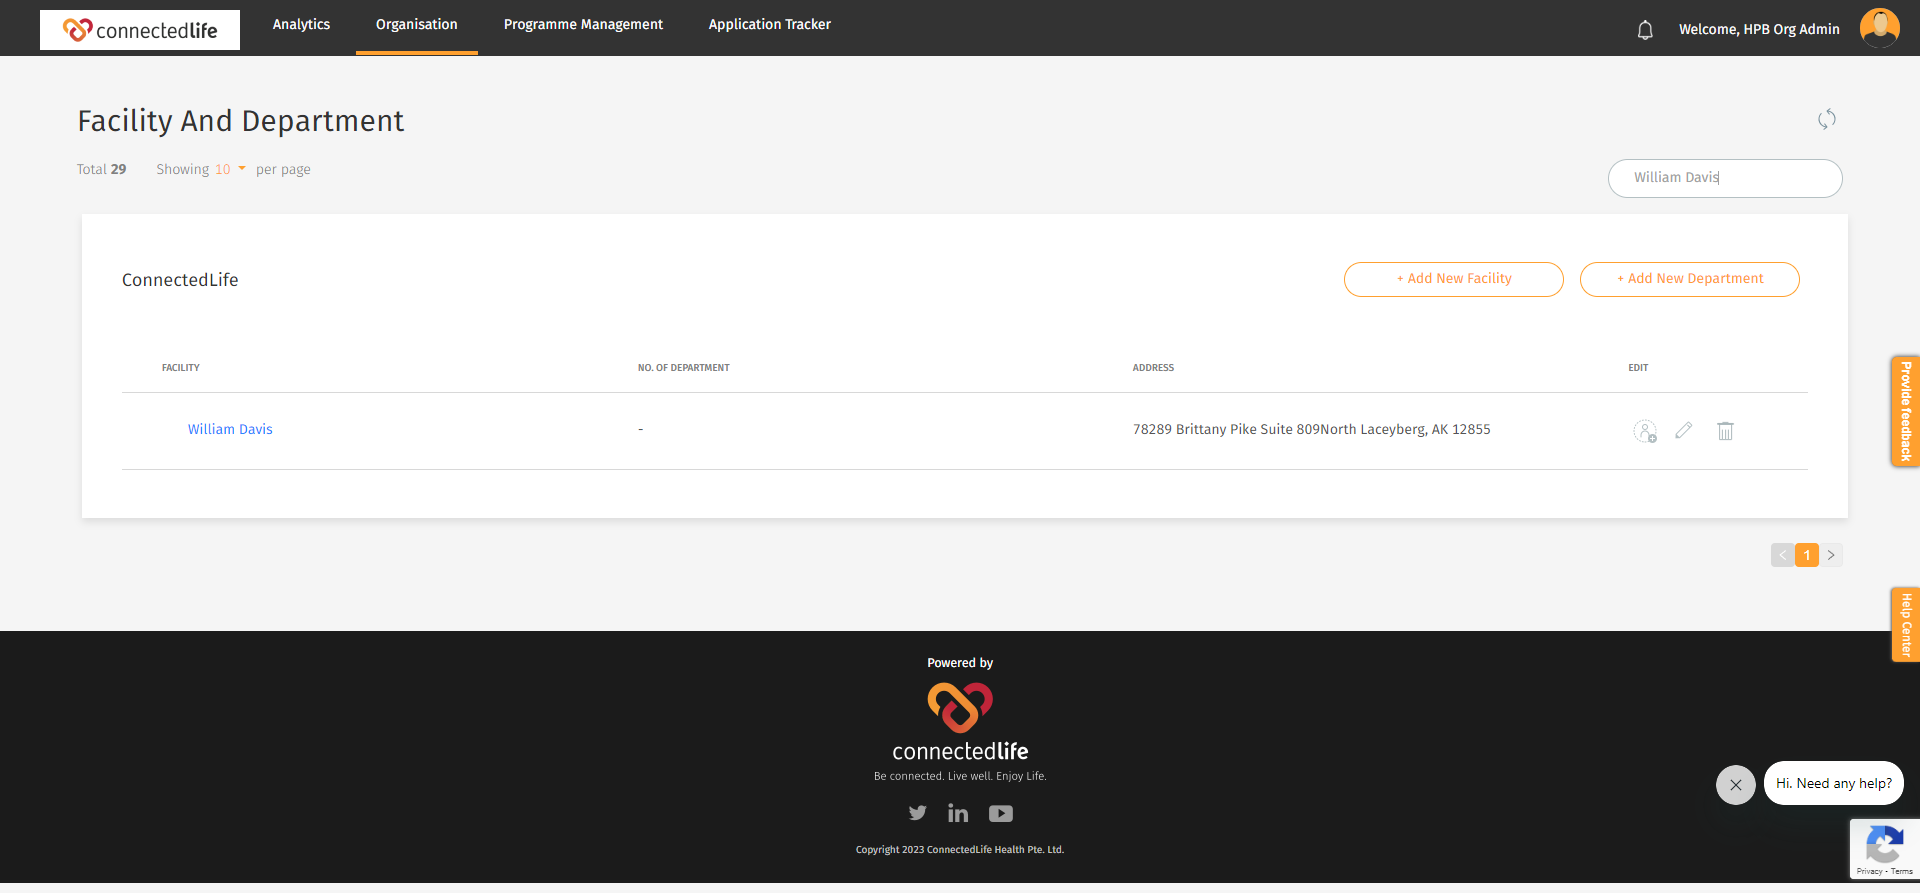 connectedlife
Analytics
Organisation
Programme Management
Application Tracker
Welcome, HPB Org Admin
Facility And Department
Total 29
Showing 10 per page
William Davis
ConnectedLife
+ Add New Facility
+ Add New Department
FACILITY
NO. OF DEPARTMENT
ADDRESS
EDIT
William Davis
-
78289 Brittany Pike Suite 809North Laceyberg, AK 12855
Provide feedback
< 1 >
Help Center
Powered by
connectedlife
Be connected. Live well. Enjoy Life.
Hi. Need any help?
Copyright 2023 ConnectedLife Health Pte. Ltd.
Privacy - Terms